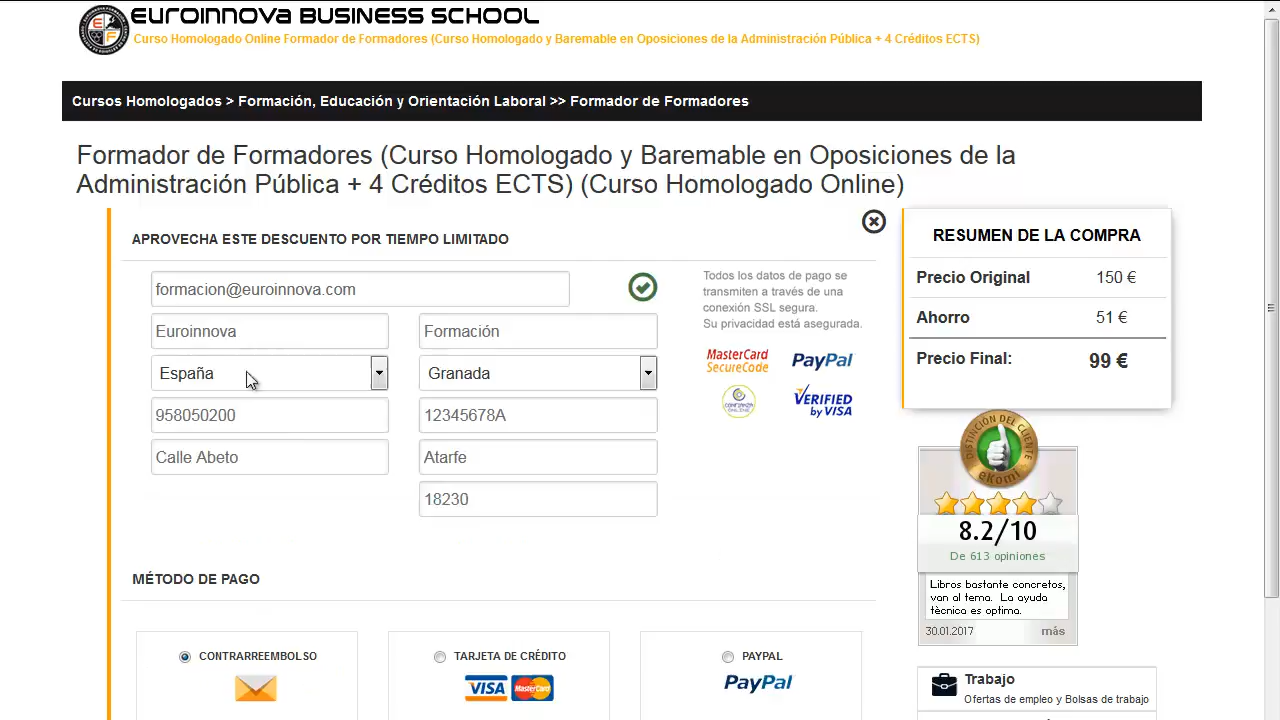 EUROINNOVA BUSINESS SCHOOL
Curso Homologado Online Formador de Formadores (Curso Homologado y Baremable en Oposiciones de la Administración Pública + 4 Créditos ECTS)
Cursos Homologados > Formación, Educación y Orientación Laboral >> Formador de Formadores
Formador de Formadores (Curso Homologado y Baremable en Oposiciones de la
Administración Pública + 4 Créditos ECTS) (Curso Homologado Online)
APROVECHA ESTE DESCUENTO POR TIEMPO LIMITADO
formacion@euroinnova.com
Euroinnova
Formación
España
Granada
958050200
12345678A
Calle Abeto
Atarfe
18230
Todos los datos de pago se
transmiten a través de una
conexión SSL segura.
Su privacidad está asegurada.
MasterCard
SecureCode
PayPal
CONFIANZA
ONLINE
VERIFIED
by VISA
RESUMEN DE LA COMPRA
Precio Original 150 €
Ahorro 51 €
Precio Final: 99 €
DISTINCIÓN DEL CLIENTE
eKomi
8.2/10
De 613 opiniones
Libros bastante concretos,
van al tema. La ayuda
tècnica es optima.
30.01.2017 más
Trabajo
Ofertas de empleo y Bolsas de trabajo
MÉTODO DE PAGO
CONTRARREEMBOLSO
TARJETA DE CRÉDITO
VISA MasterCard
PAYPAL
PayPal